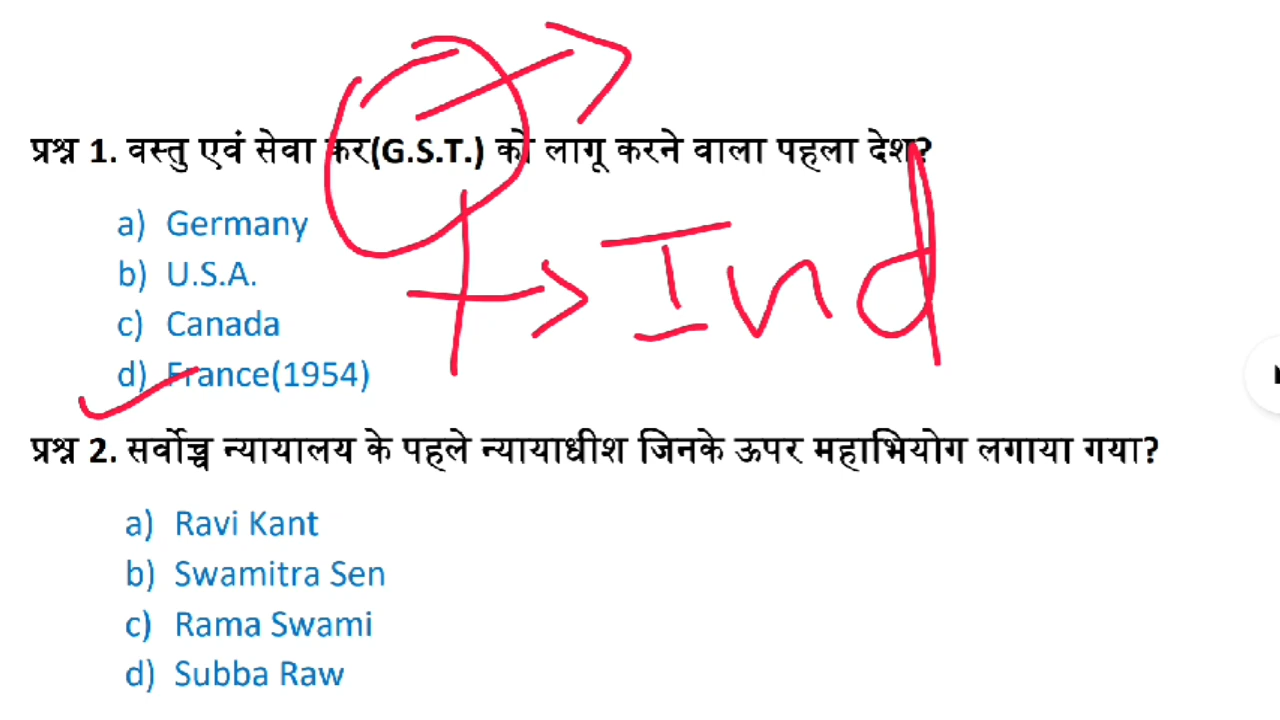 प्रश्न 1. वस्तु एवं सेवा कर(G.S.T.) को लागू करने वाला पहला देश?
a) Germany
b) U.S.A.
Ind
c) Canada
d) France(1954)
प्रश्न 2. सर्वोच्च न्यायालय के पहले न्यायाधीश जिनके ऊपर महाभियोग लगाया गया?
a) Ravi Kant
b) Swamitra Sen
c) Rama Swami
d) Subba Raw